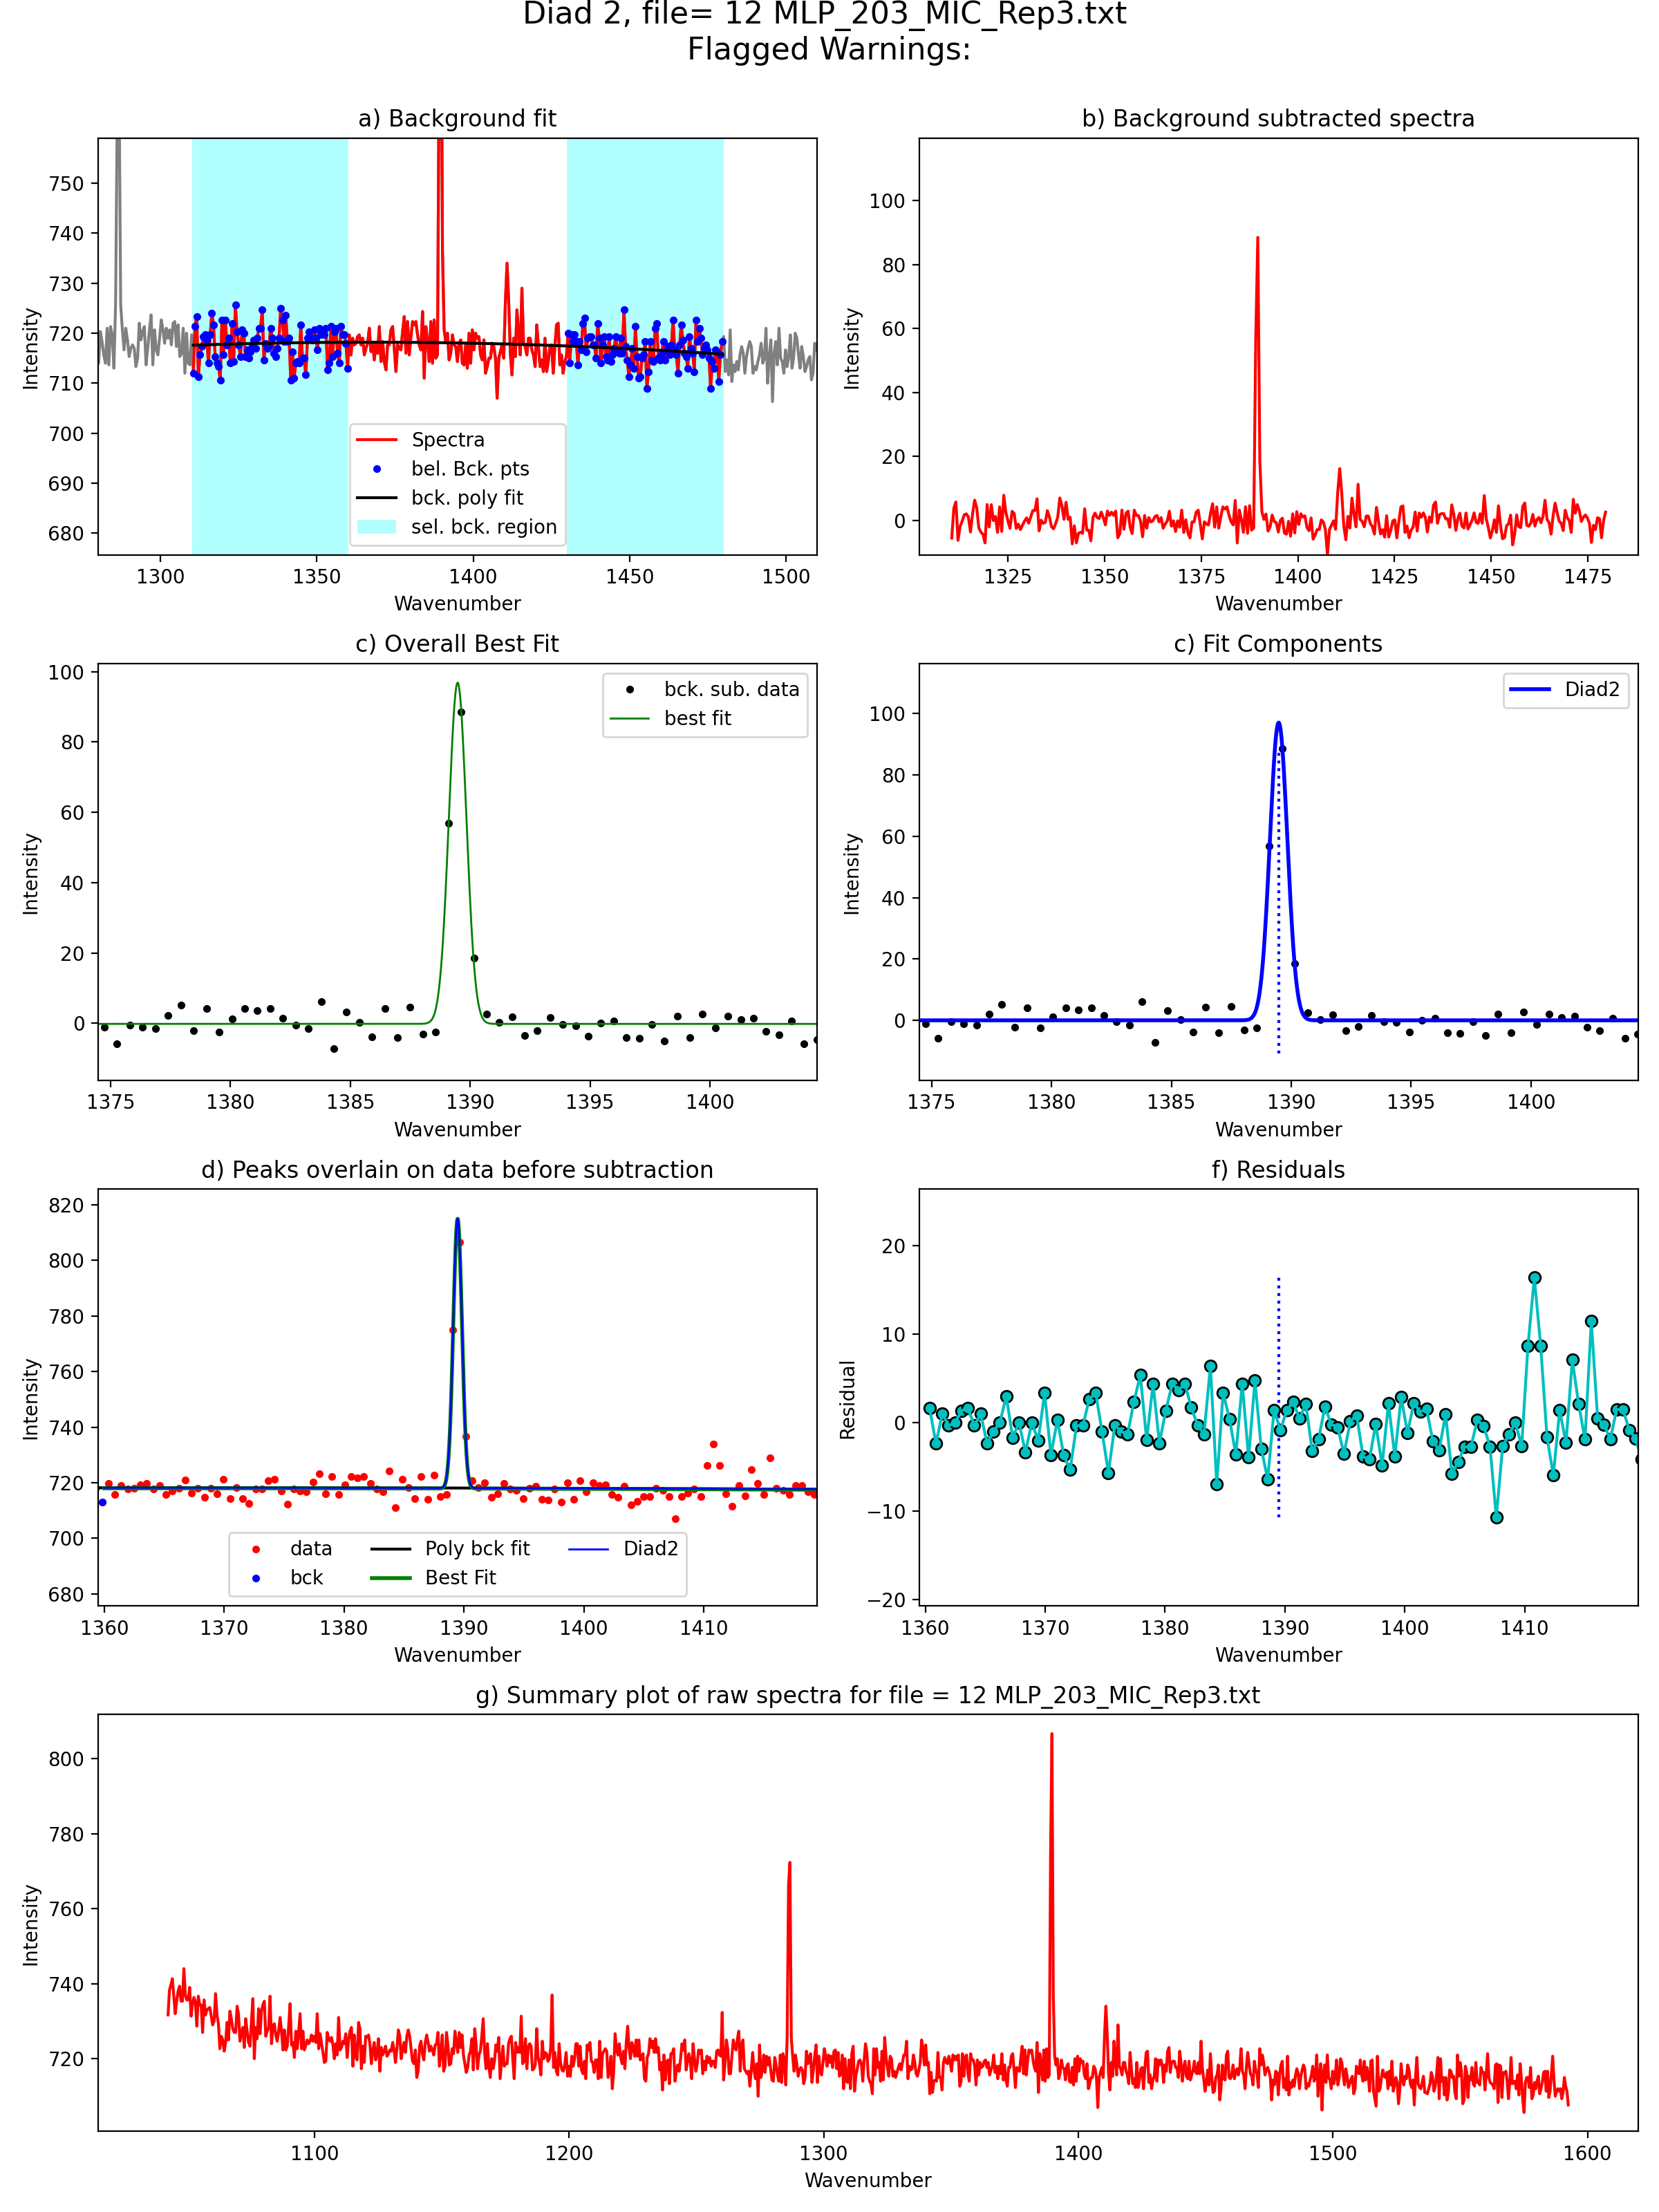 Diad 2, file= 12 MLP_203_MIC_Rep3.txt
Flagged Warnings:
a) Background fit
750
740
730
720
710
700
690
680
Intensity
Spectra
bel. Bck. pts
bck. poly fit
sel. bck. region
1300 1350 1400 1450 1500
Wavenumber
b) Background subtracted spectra
100
80
60
40
20
0
Intensity
1325 1350 1375 1400 1425 1450 1475
Wavenumber
c) Overall Best Fit
100
80
60
40
20
0
Intensity
bck. sub. data
best fit
1375 1380 1385 1390 1395 1400
Wavenumber
c) Fit Components
100
80
60
40
20
0
Intensity
Diad2
1375 1380 1385 1390 1395 1400
Wavenumber
d) Peaks overlain on data before subtraction
820
800
780
760
740
720
700
680
Intensity
data
bck
Poly bck fit
Best Fit
Diad2
1360 1370 1380 1390 1400 1410
Wavenumber
f) Residuals
20
10
0
−10
−20
Residual
1360 1370 1380 1390 1400 1410
Wavenumber
g) Summary plot of raw spectra for file = 12 MLP_203_MIC_Rep3.txt
800
780
760
740
720
Intensity
1100 1200 1300 1400 1500 1600
Wavenumber